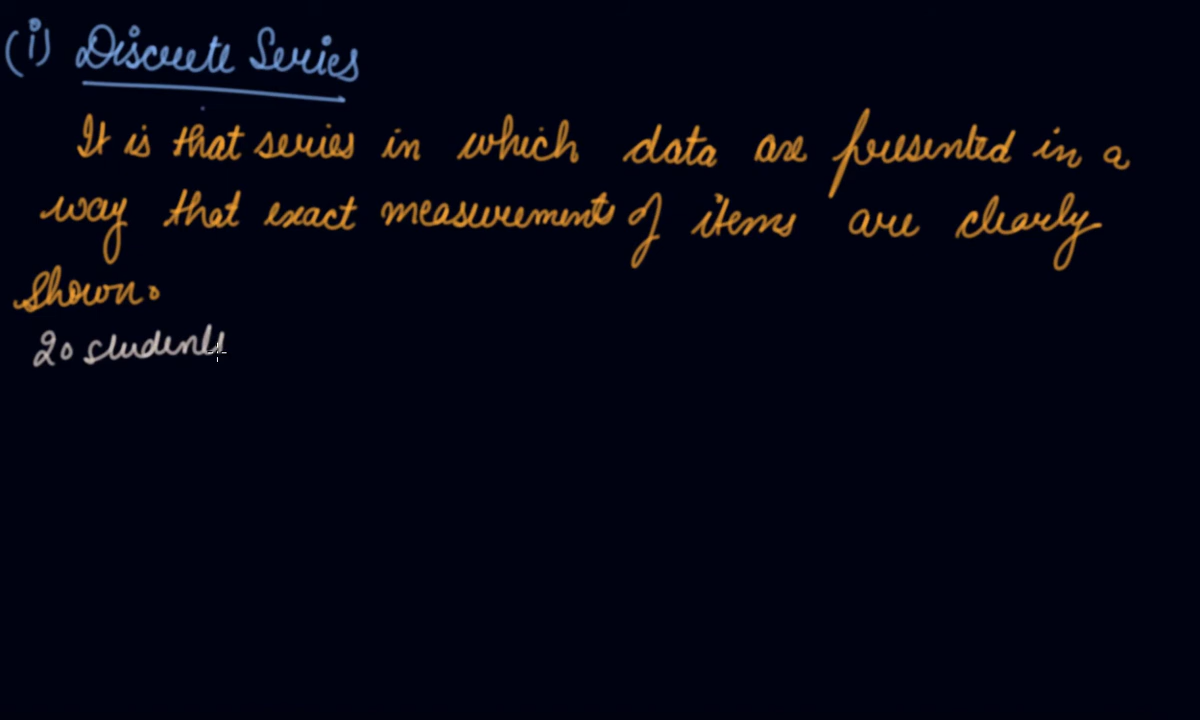 (i) Discrete Series
It is that series in which data are presented in a
way that exact measurements of items are clearly
shown.
20 students